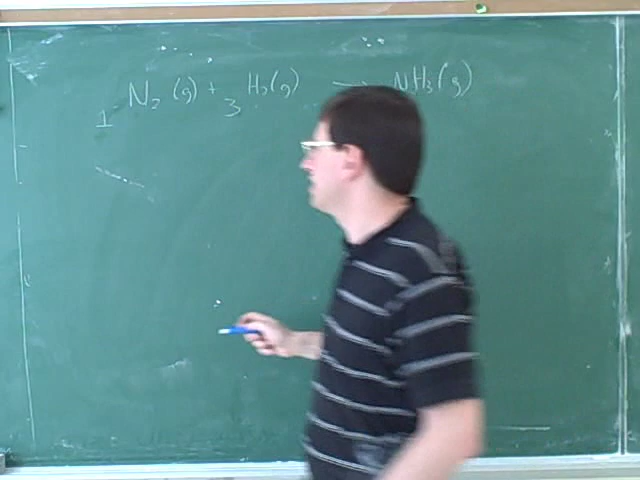 1 N₂ (g) + 3 H₂(g) → NH₃(g)